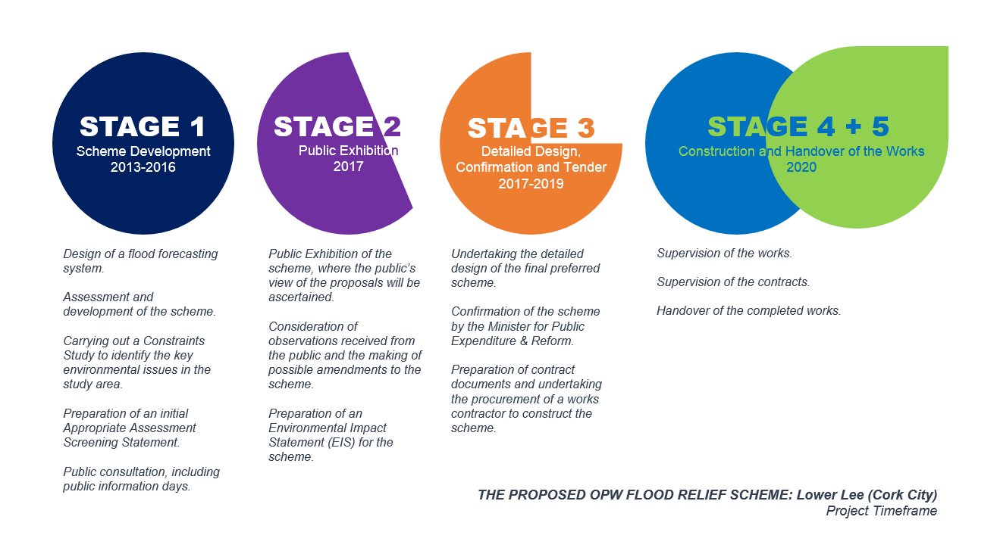 STAGE 1
Scheme Development
2013-2016
Design of a flood forecasting
system.
Assessment and
development of the scheme.
Carrying out a Constraints
Study to identify the key
environmental issues in the
study area.
Preparation of an initial
Appropriate Assessment
Screening Statement.
Public consultation, including
public information days.
STAGE 2
Public Exhibition
2017
Public Exhibition of the
scheme, where the public’s
view of the proposals will be
ascertained.
Consideration of
observations received from
the public and the making of
possible amendments to the
scheme.
Preparation of an
Environmental Impact
Statement (EIS) for the
scheme.
STAGE 3
Detailed Design,
Confirmation and Tender
2017-2019
Undertaking the detailed
design of the final preferred
scheme.
Confirmation of the scheme
by the Minister for Public
Expenditure & Reform.
Preparation of contract
documents and undertaking
the procurement of a works
contractor to construct the
scheme.
STAGE 4 + 5
Construction and Handover of the Works
2020
Supervision of the works.
Supervision of the contracts.
Handover of the completed works.
THE PROPOSED OPW FLOOD RELIEF SCHEME: Lower Lee (Cork City)
Project Timeframe